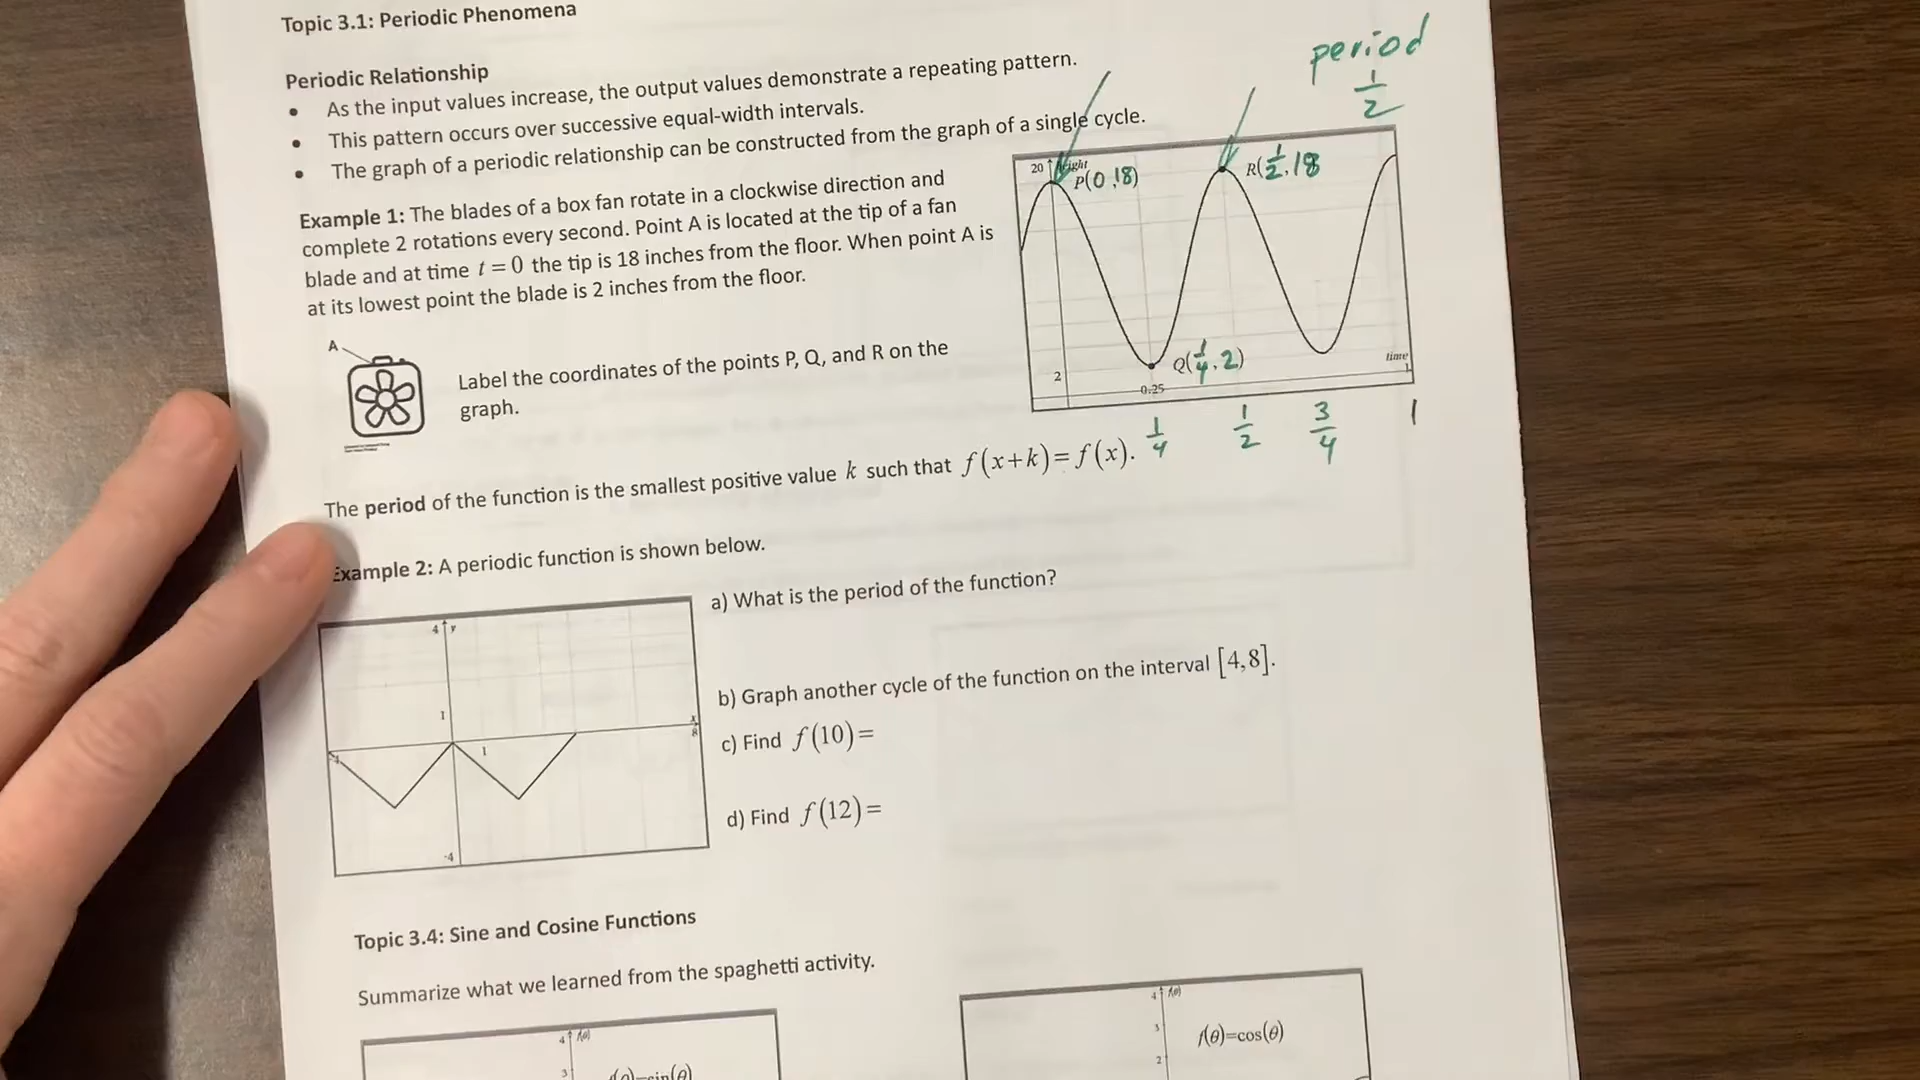 Topic 3.1: Periodic Phenomena
period
1/2
Periodic Relationship
• As the input values increase, the output values demonstrate a repeating pattern.
• This pattern occurs over successive equal-width intervals.
• The graph of a periodic relationship can be constructed from the graph of a single cycle.
Example 1: The blades of a box fan rotate in a clockwise direction and
complete 2 rotations every second. Point A is located at the tip of a fan
blade and at time t = 0 the tip is 18 inches from the floor. When point A is
at its lowest point the blade is 2 inches from the floor.
20
P(0,18)
R(1/2,18
Q(1/4,2)
2
0.25
time
1
1/4 1/2 3/4 1
A
Label the coordinates of the points P, Q, and R on the
graph.
The period of the function is the smallest positive value k such that f(x+k)=f(x).
Example 2: A periodic function is shown below.
4 y
1
1
x
8
-4
a) What is the period of the function?
b) Graph another cycle of the function on the interval [4,8].
c) Find f(10)=
d) Find f(12)=
Topic 3.4: Sine and Cosine Functions
Summarize what we learned from the spaghetti activity.
4 f(θ)
3
4 f(θ)
3
2
f(θ)=cos(θ)